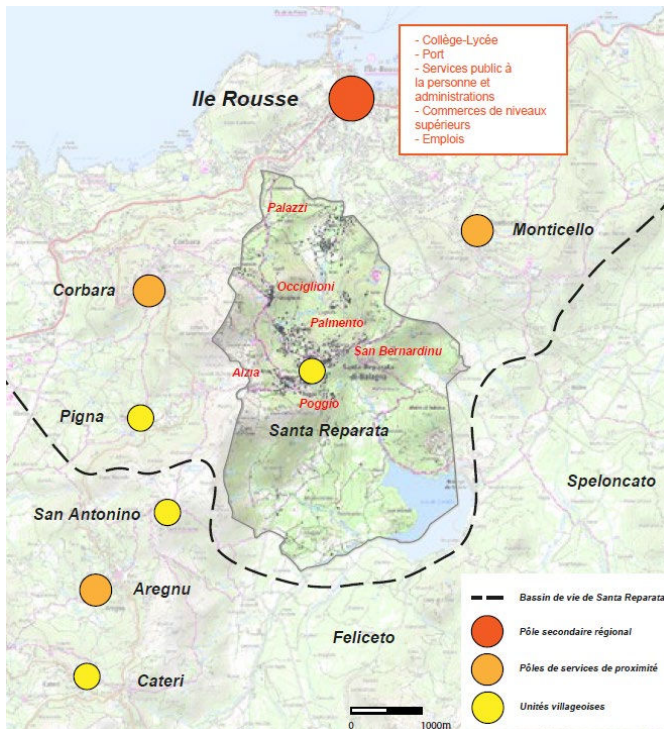 - Collège-Lycée
- Port
- Services public à
la personne et
administrations
- Commerces de niveaux
supérieurs
- Emplois
Ile Rousse
Palazzi
Monticello
Corbara
Occiglioni
Palmento
San Bernardinu
Alzia
Poggio
Pigna
Santa Reparata
Speloncato
San Antonino
Aregnu
Feliceto
Cateri
Bassin de vie de Santa Reparata
Pôle secondaire régional
Pôles de services de proximité
Unités villageoises
0
1000m